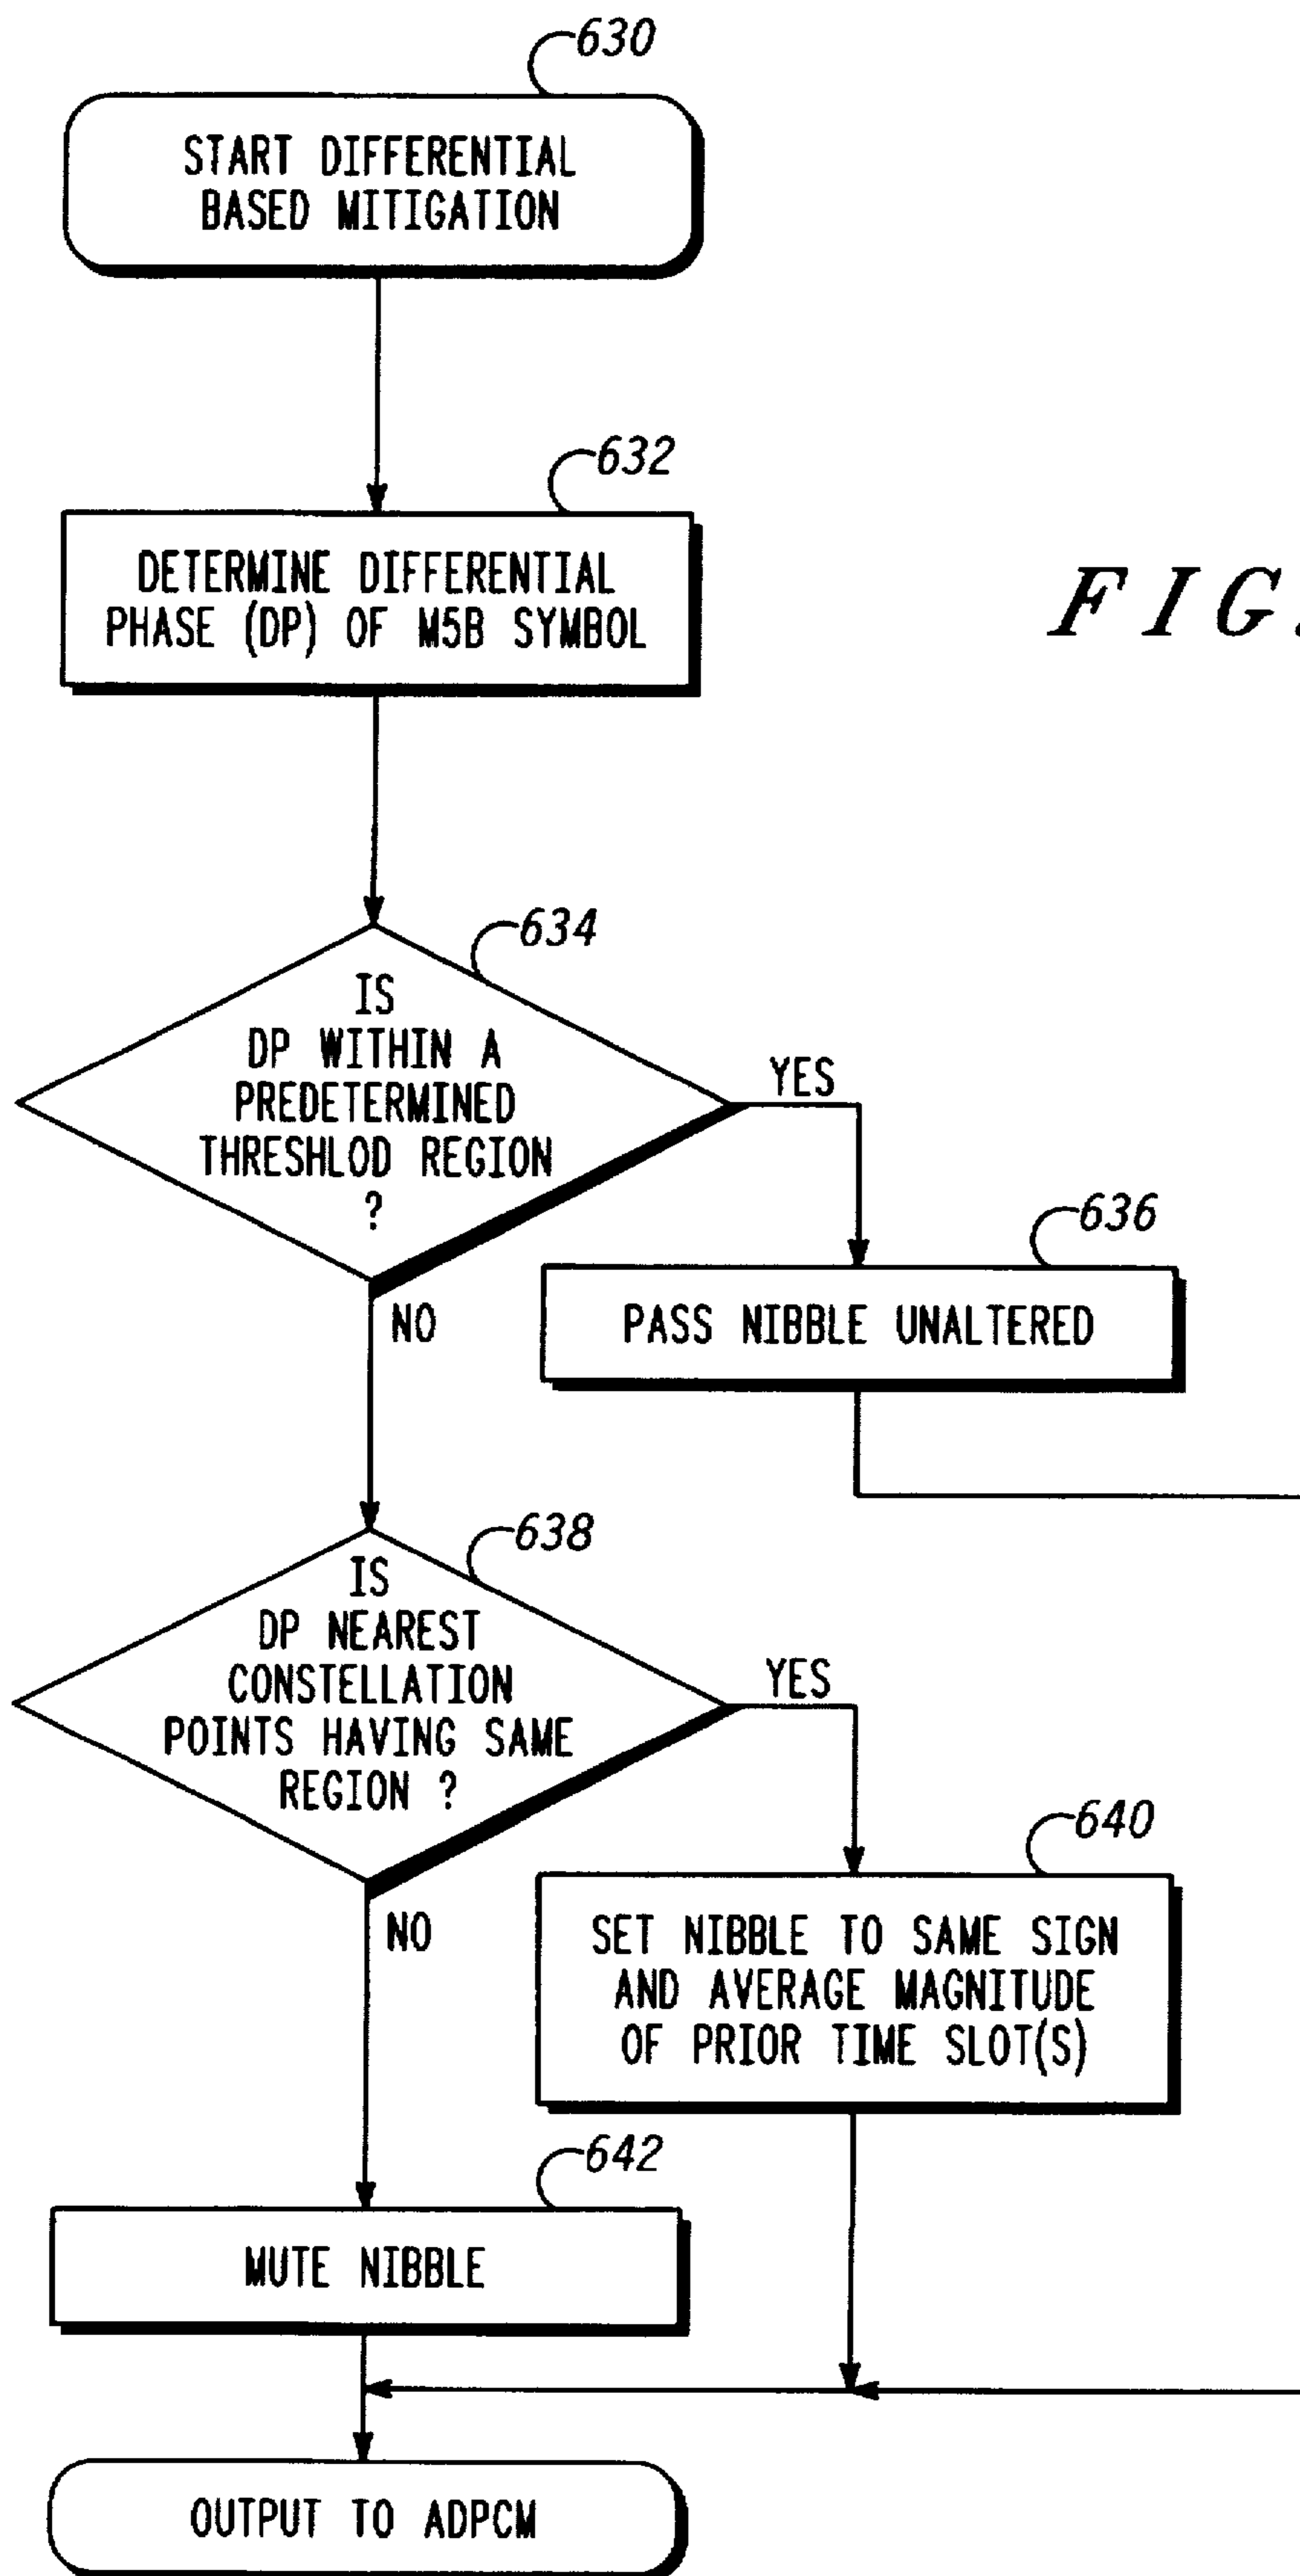 630
START DIFFERENTIAL
BASED MITIGATION
632
DETERMINE DIFFERENTIAL
PHASE (DP) OF M5B SYMBOL
FIG.
634
IS
DP WITHIN A
PREDETERMINED
THRESHLOD REGION
?
YES
NO
636
PASS NIBBLE UNALTERED
638
IS
DP NEAREST
CONSTELLATION
POINTS HAVING SAME
REGION ?
YES
NO
640
SET NIBBLE TO SAME SIGN
AND AVERAGE MAGNITUDE
OF PRIOR TIME SLOT(S)
642
MUTE NIBBLE
OUTPUT TO ADPCM